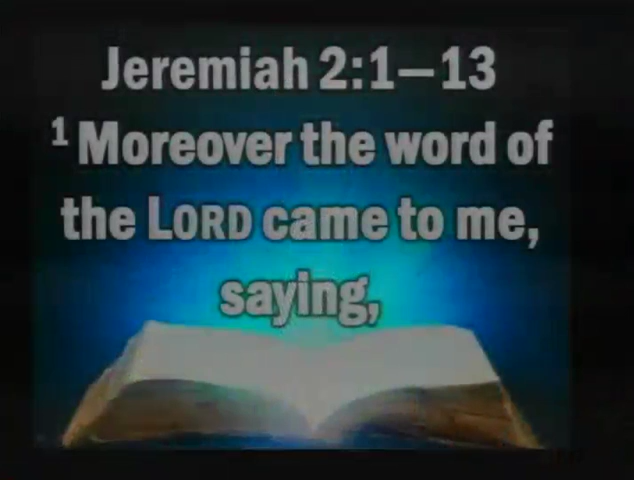 Jeremiah 2:1—13
1 Moreover the word of
the LORD came to me,
saying,